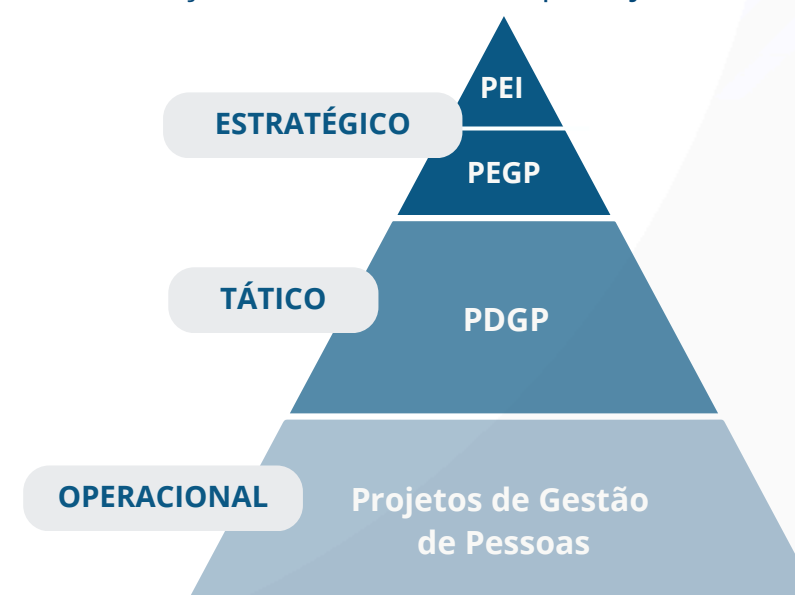 PEI
ESTRATÉGICO
PEGP
TÁTICO
PDGP
OPERACIONAL
Projetos de Gestão
de Pessoas